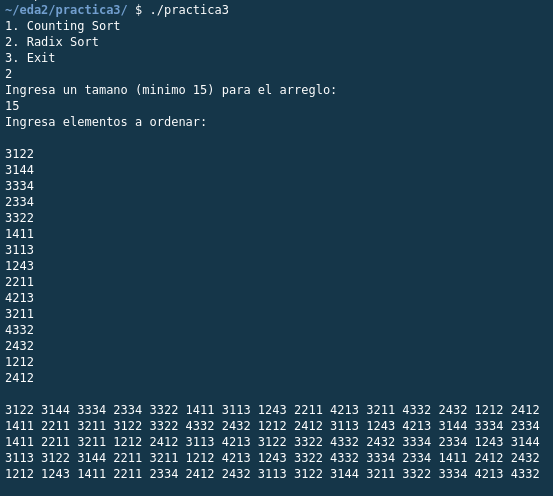 ~/eda2/practica3/ $ ./practica3
1. Counting Sort
2. Radix Sort
3. Exit
2
Ingresa un tamano (minimo 15) para el arreglo:
15
Ingresa elementos a ordenar:
3122
3144
3334
2334
3322
1411
3113
1243
2211
4213
3211
4332
2432
1212
2412
3122 3144 3334 2334 3322 1411 3113 1243 2211 4213 3211 4332 2432 1212 2412
1411 2211 3211 3122 3322 4332 2432 1212 2412 3113 1243 4213 3144 3334 2334
1411 2211 3211 1212 2412 3113 4213 3122 3322 4332 2432 3334 2334 1243 3144
3113 3122 3144 2211 3211 1212 4213 1243 3322 4332 3334 2334 1411 2412 2432
1212 1243 1411 2211 2334 2412 2432 3113 3122 3144 3211 3322 3334 4213 4332